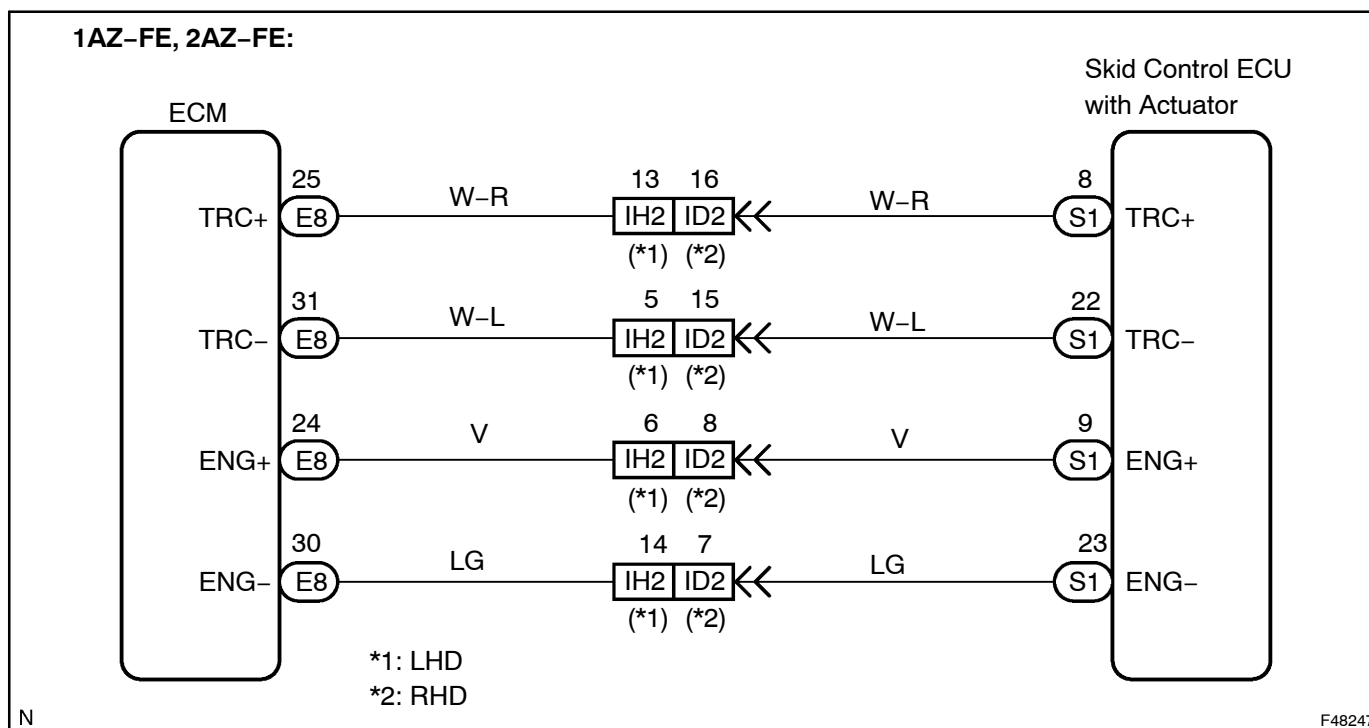 1AZ−FE, 2AZ−FE:
Skid Control ECU
with Actuator
ECM
25 13 16 8
TRC+ E8 W−R IH2 ID2 W−R S1 TRC+
(*1) (*2)
31 5 15 22
TRC− E8 W−L IH2 ID2 W−L S1 TRC−
(*1) (*2)
24 6 8 9
ENG+ E8 V IH2 ID2 V S1 ENG+
(*1) (*2)
30 14 7 23
ENG− E8 LG IH2 ID2 LG S1 ENG−
(*1) (*2)
*1: LHD
*2: RHD
N F48247